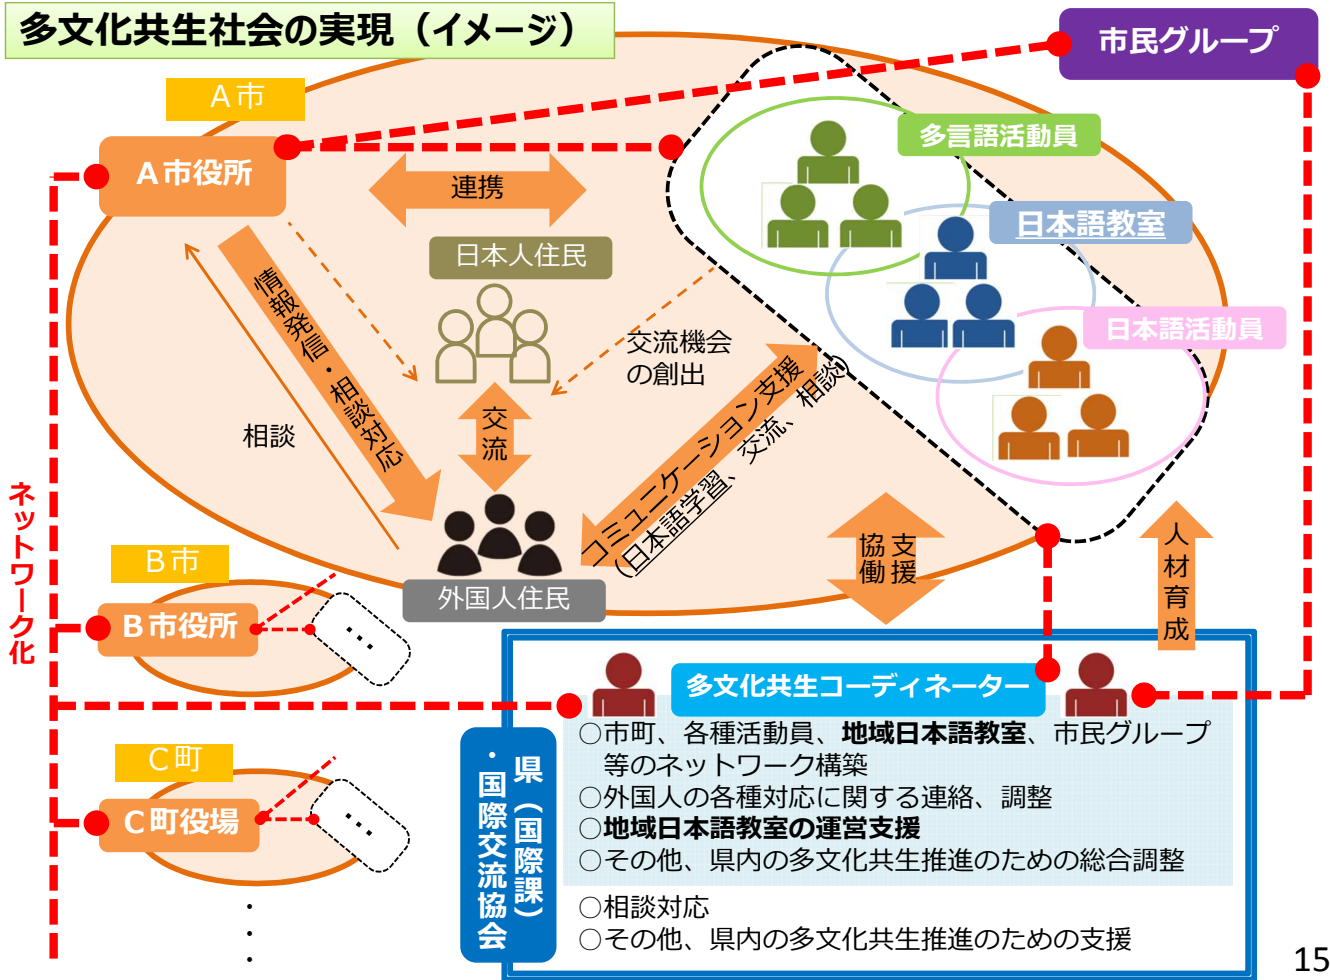 多文化共生社会の実現（イメージ）
市民グループ
A市
A市役所
連携
多言語活動員
日本語教室
日本語活動員
日本人住民
情報発信・相談対応
相談
交流
交流機会
の創出
コミュニケーション支援
（日本語学習、交流、相談）
外国人住民
協働
支援
人材育成
ネットワーク化
B市
B市役所
・・・
C町
C町役場
・・・
・
・
・
県（国際課）
・国際交流協会
多文化共生コーディネーター
○市町、各種活動員、地域日本語教室、市民グループ
等のネットワーク構築
○外国人の各種対応に関する連絡、調整
○地域日本語教室の運営支援
○その他、県内の多文化共生推進のための総合調整
○相談対応
○その他、県内の多文化共生推進のための支援
15